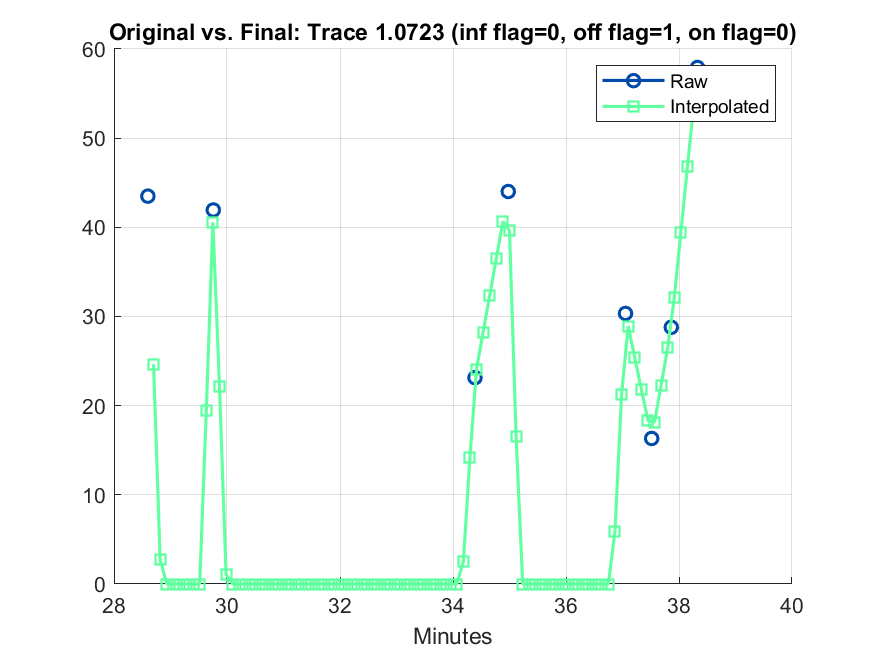 Original vs. Final: Trace 1.0723 (inf flag=0, off flag=1, on flag=0)
60
50
40
30
20
10
0
Raw
Interpolated
28 30 32 34 36 38 40
Minutes